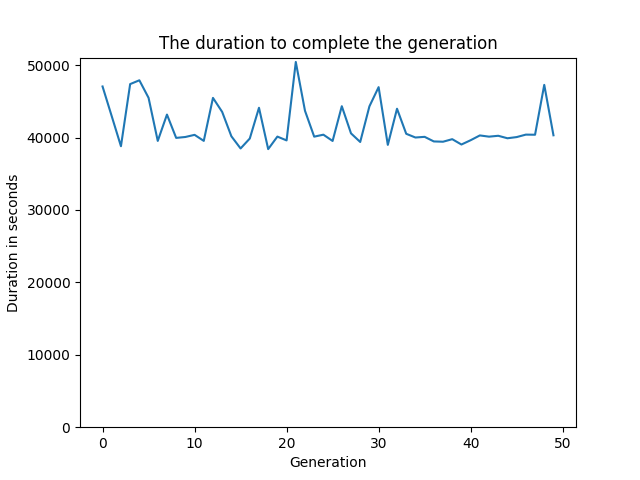 The duration to complete the generation
50000
40000
30000
20000
10000
0
Duration in seconds
0 10 20 30 40 50
Generation